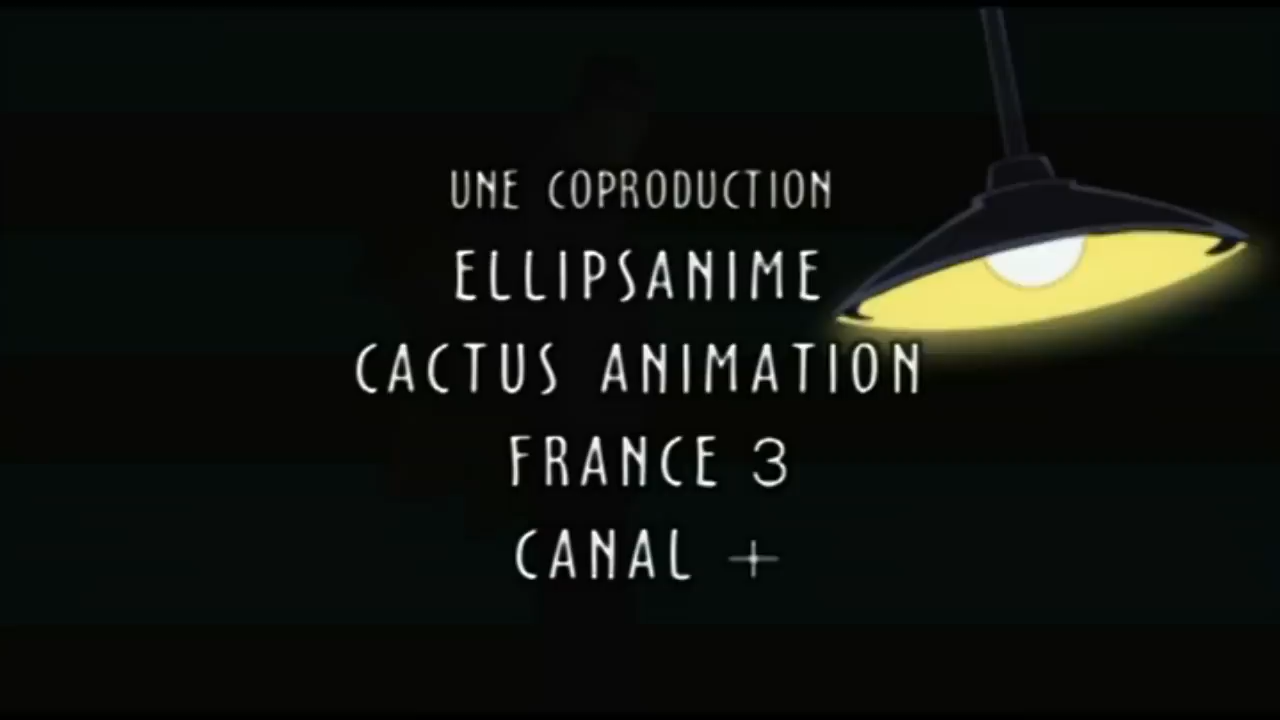 UNE COPRODUCTION
ELLIPSANIME
CACTUS ANIMATION
FRANCE 3
CANAL +